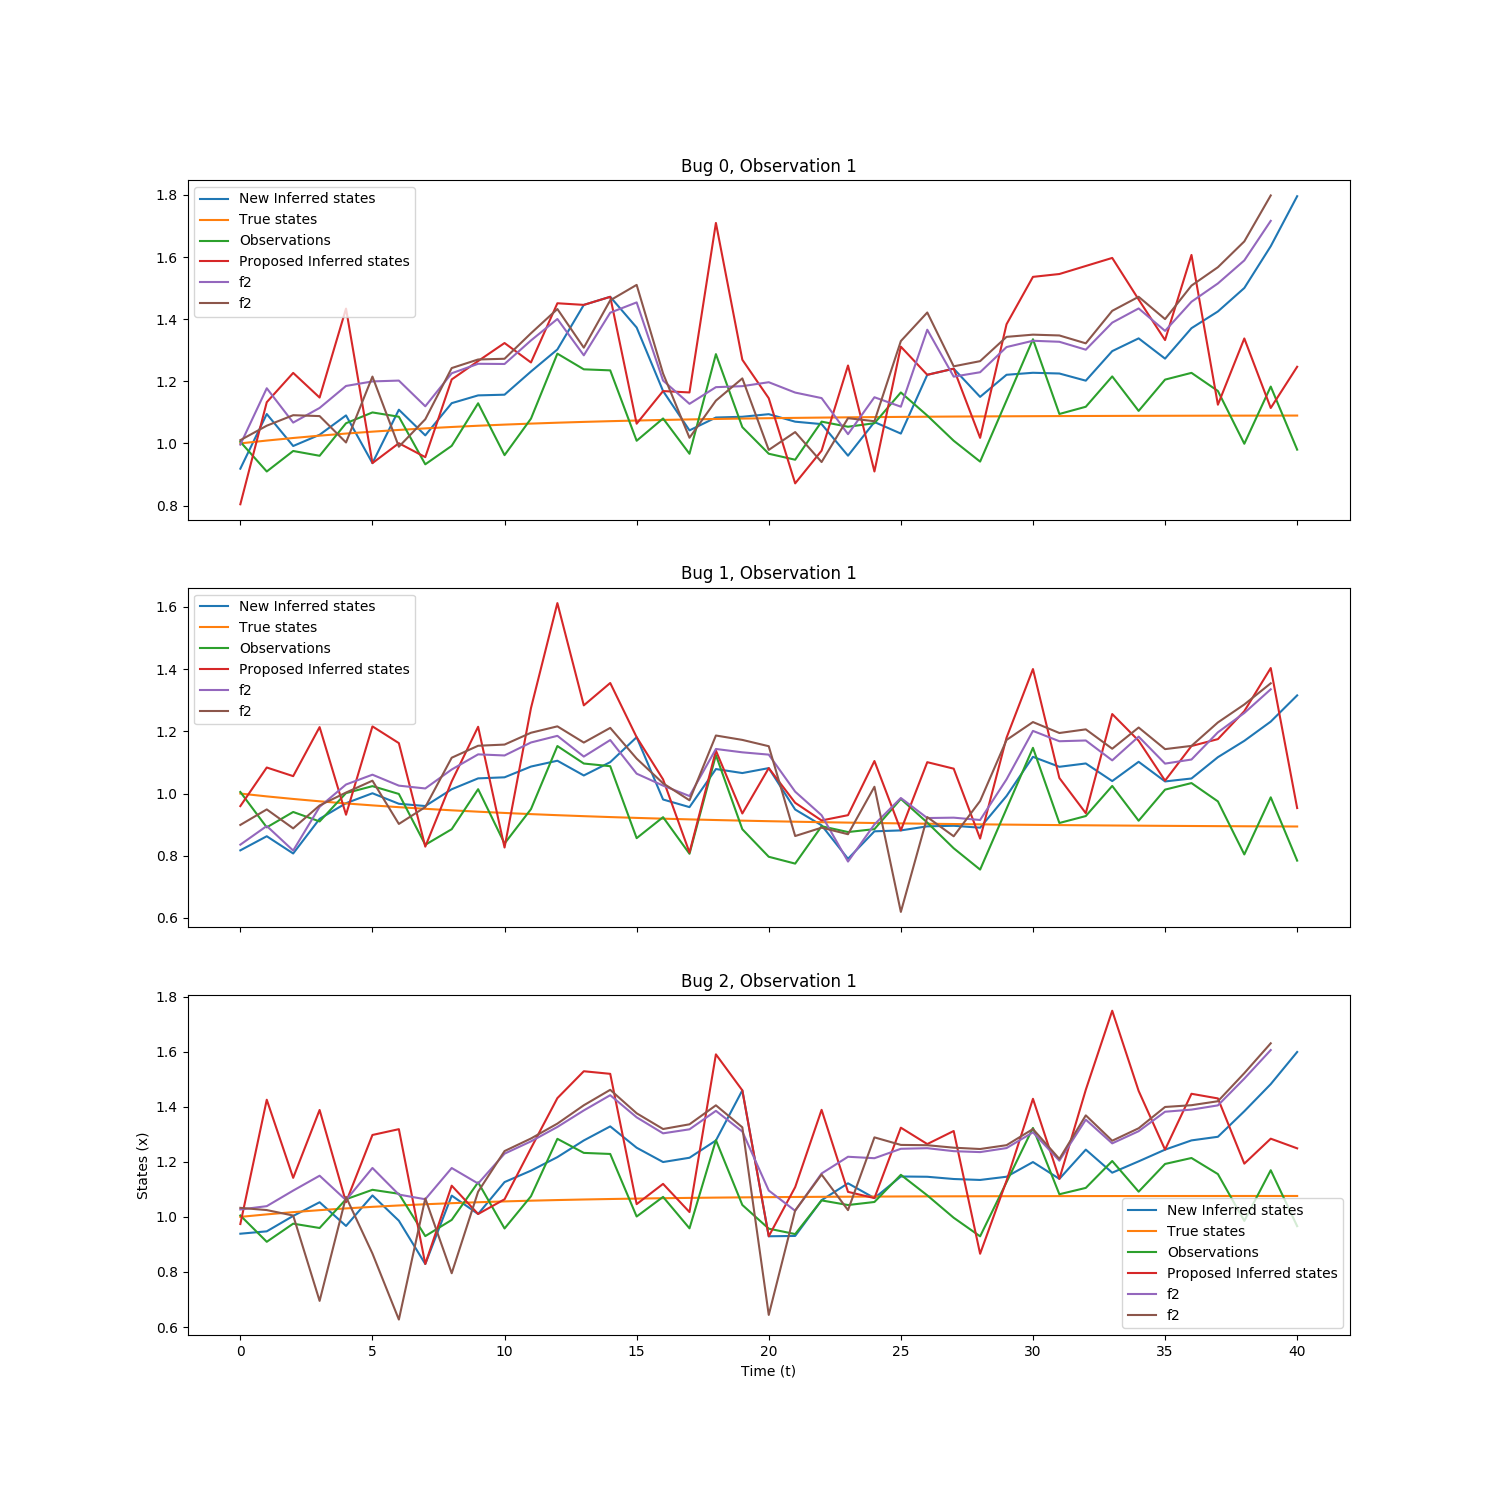 Bug 0, Observation 1
1.8
1.6
1.4
1.2
1.0
0.8
New Inferred states
True states
Observations
Proposed Inferred states
f2
f2
Bug 1, Observation 1
1.6
1.4
1.2
1.0
0.8
0.6
New Inferred states
True states
Observations
Proposed Inferred states
f2
f2
Bug 2, Observation 1
1.8
1.6
1.4
1.2
1.0
0.8
0.6
States (x)
New Inferred states
True states
Observations
Proposed Inferred states
f2
f2
0 5 10 15 20 25 30 35 40
Time (t)